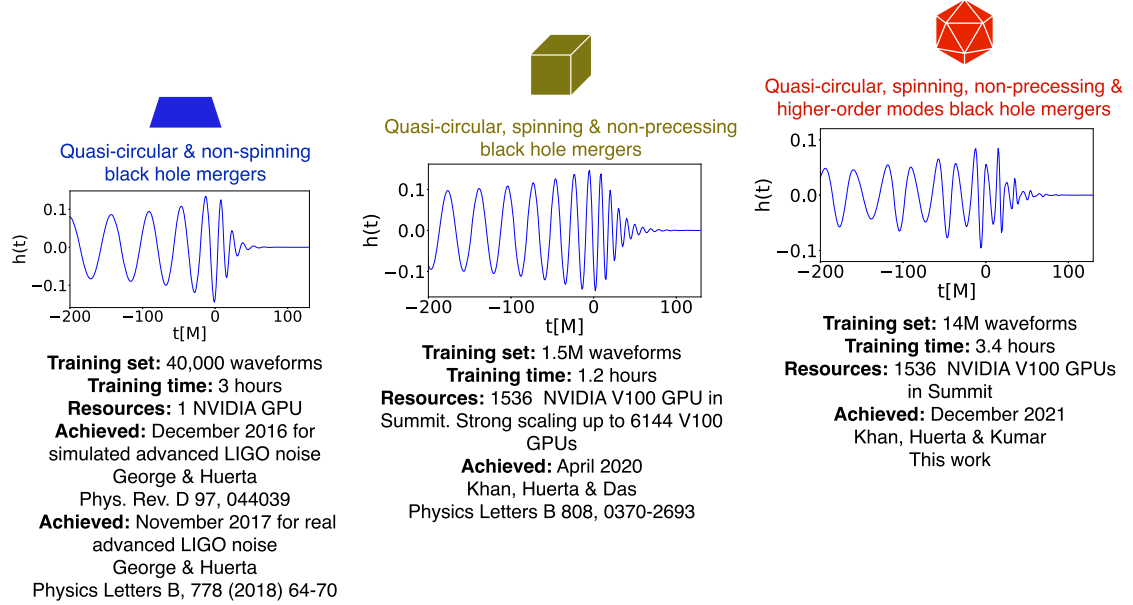 Quasi-circular & non-spinning
black hole mergers
h(t)
0.1
0.0
−0.1
−200
−100
0
100
t[M]
Training set: 40,000 waveforms
Training time: 3 hours
Resources: 1 NVIDIA GPU
Achieved: December 2016 for
simulated advanced LIGO noise
George & Huerta
Phys. Rev. D 97, 044039
Achieved: November 2017 for real
advanced LIGO noise
George & Huerta
Physics Letters B, 778 (2018) 64-70
Quasi-circular, spinning & non-precessing
black hole mergers
h(t)
0.1
0.0
−0.1
−200
−100
0
100
t[M]
Training set: 1.5M waveforms
Training time: 1.2 hours
Resources: 1536 NVIDIA V100 GPU in
Summit. Strong scaling up to 6144 V100
GPUs
Achieved: April 2020
Khan, Huerta & Das
Physics Letters B 808, 0370-2693
Quasi-circular, spinning, non-precessing &
higher-order modes black hole mergers
h(t)
0.1
0.0
−0.1
−200
−100
0
100
t[M]
Training set: 14M waveforms
Training time: 3.4 hours
Resources: 1536 NVIDIA V100 GPUs
in Summit
Achieved: December 2021
Khan, Huerta & Kumar
This work